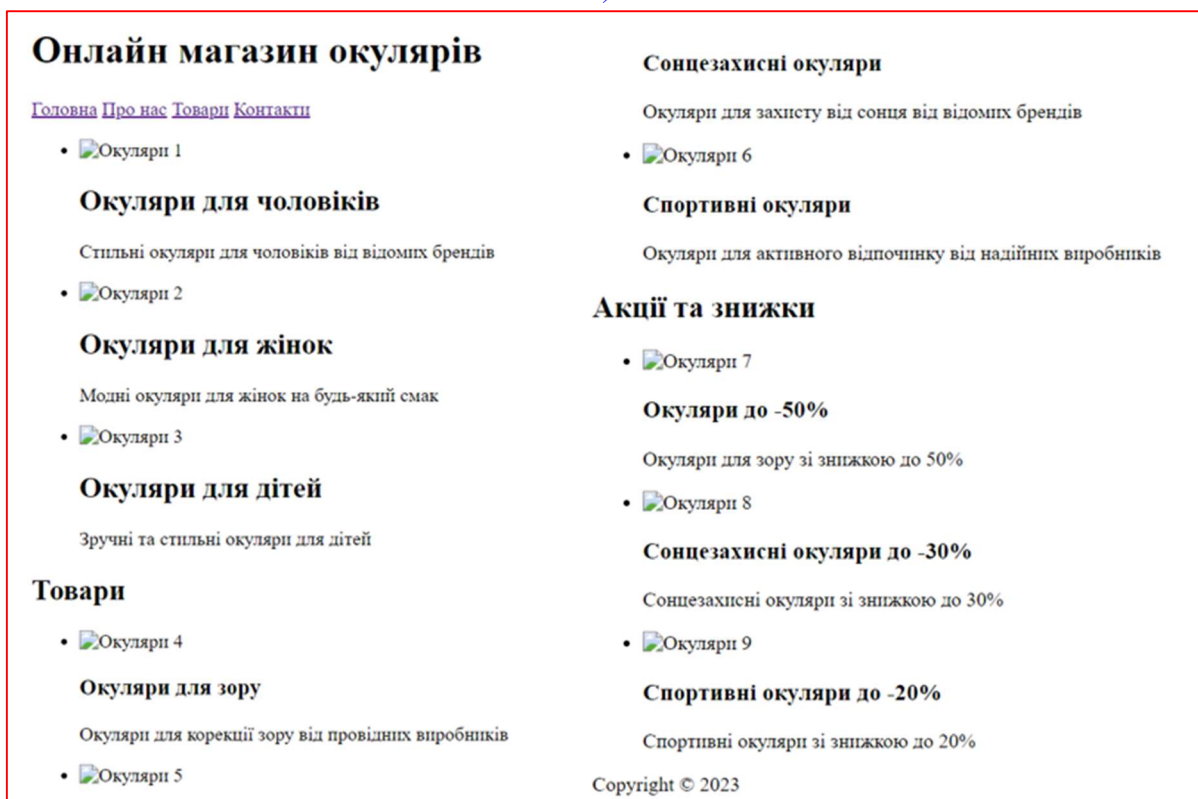 Онлайн магазин окулярів
Головна Про нас Товари Контакти
Окуляри 1
Окуляри для чоловіків
Стильні окуляри для чоловіків від відомих брендів
Окуляри 2
Окуляри для жінок
Модні окуляри для жінок на будь-який смак
Окуляри 3
Окуляри для дітей
Зручні та стильні окуляри для дітей
Товари
Окуляри 4
Окуляри для зору
Окуляри для корекції зору від провідних виробників
Окуляри 5
Сонцезахисні окуляри
Окуляри для захисту від сонця від відомих брендів
Окуляри 6
Спортивні окуляри
Окуляри для активного відпочинку від надійних виробників
Акції та знижки
Окуляри 7
Окуляри до -50%
Окуляри для зору зі знижкою до 50%
Окуляри 8
Сонцезахисні окуляри до -30%
Сонцезахисні окуляри зі знижкою до 30%
Окуляри 9
Спортивні окуляри до -20%
Спортивні окуляри зі знижкою до 20%
Copyright © 2023